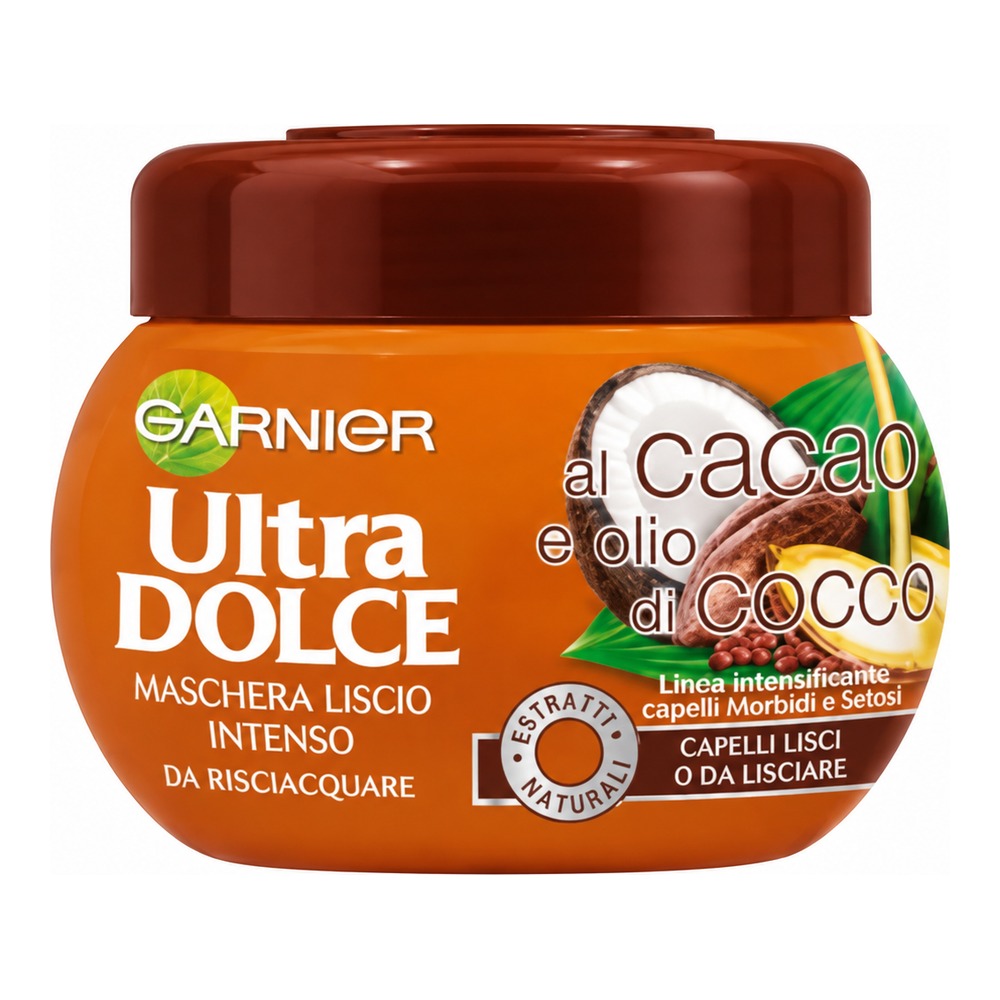 GARNIER
Ultra
DOLCE
MASCHERA LISCIO
INTENSO
DA RISCIACQUARE
al cacao
e olio
di cocco
Linea intensificante
capelli Morbidi e Setosi
CAPELLI LISCI
O DA LISCIARE
ESTRATTI
NATURALI